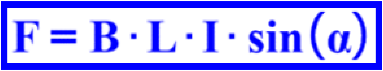 F = B · L · I · sin(α)